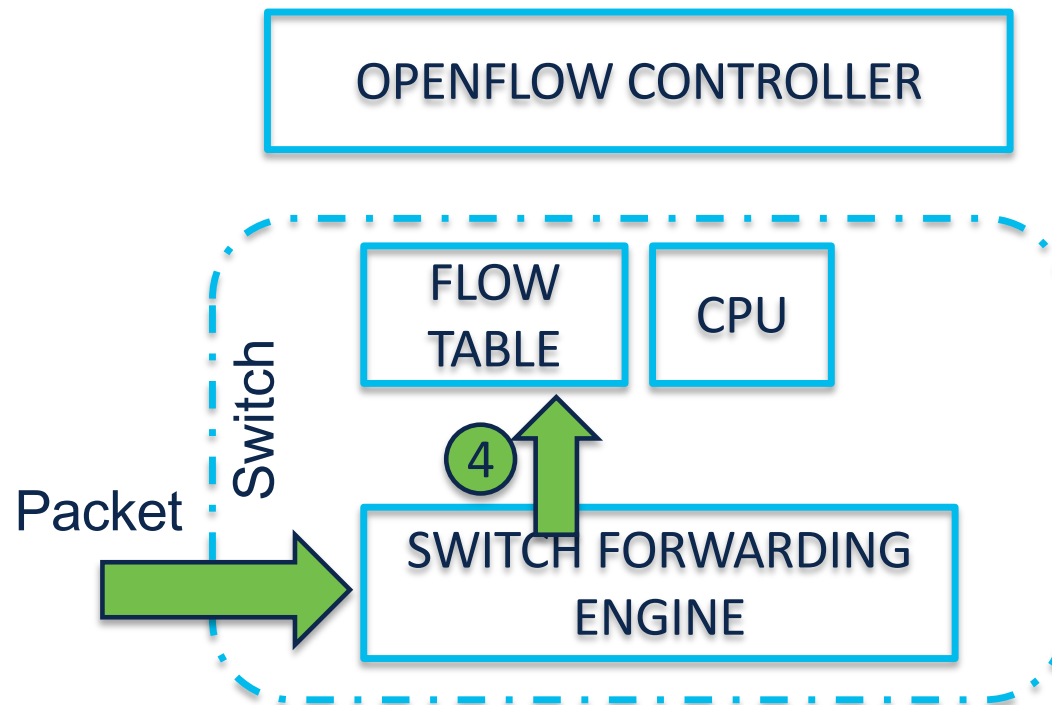 OPENFLOW CONTROLLER
FLOW
TABLE
CPU
Switch
4
Packet
SWITCH FORWARDING
ENGINE